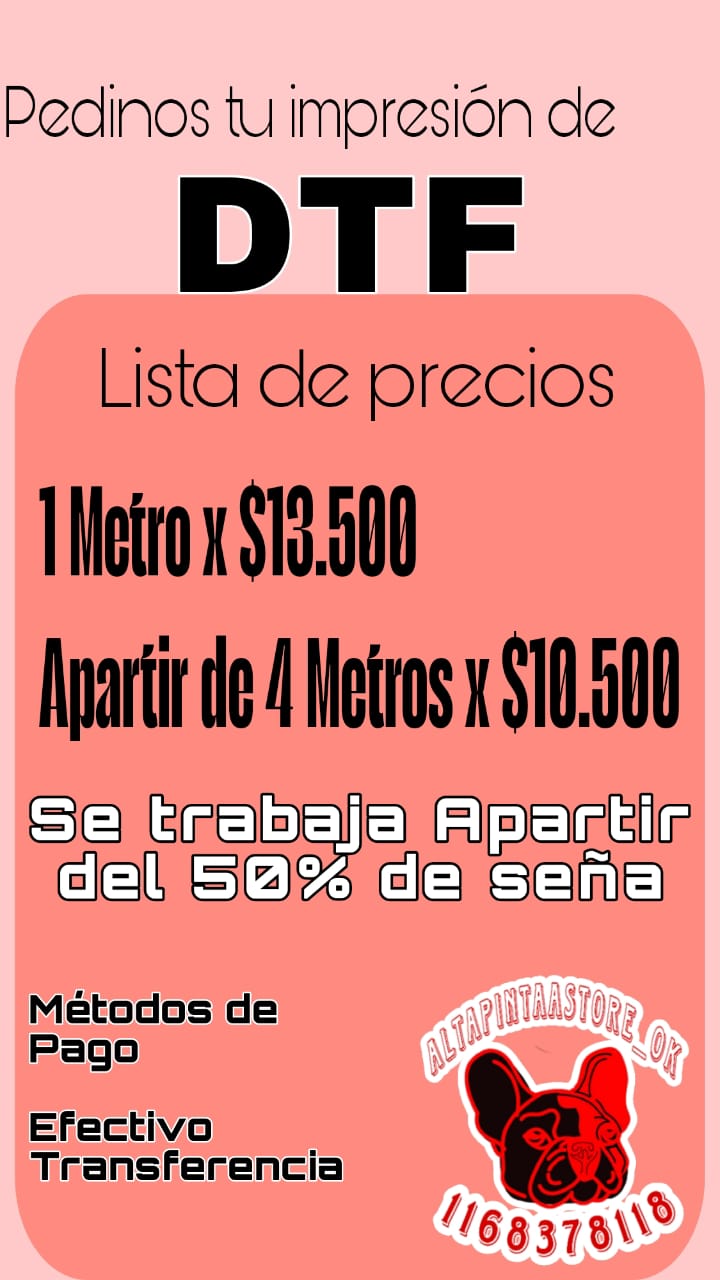 Pedinos tu impresión de
DTF
Lista de precios
1 Metro x $13.500
Apartir de 4 Metros x $10.500
Se trabaja Apartir
del 50% de seña
Métodos de
Pago
Efectivo
Transferencia
ALTAPINTAASTORE_OK
1168378118